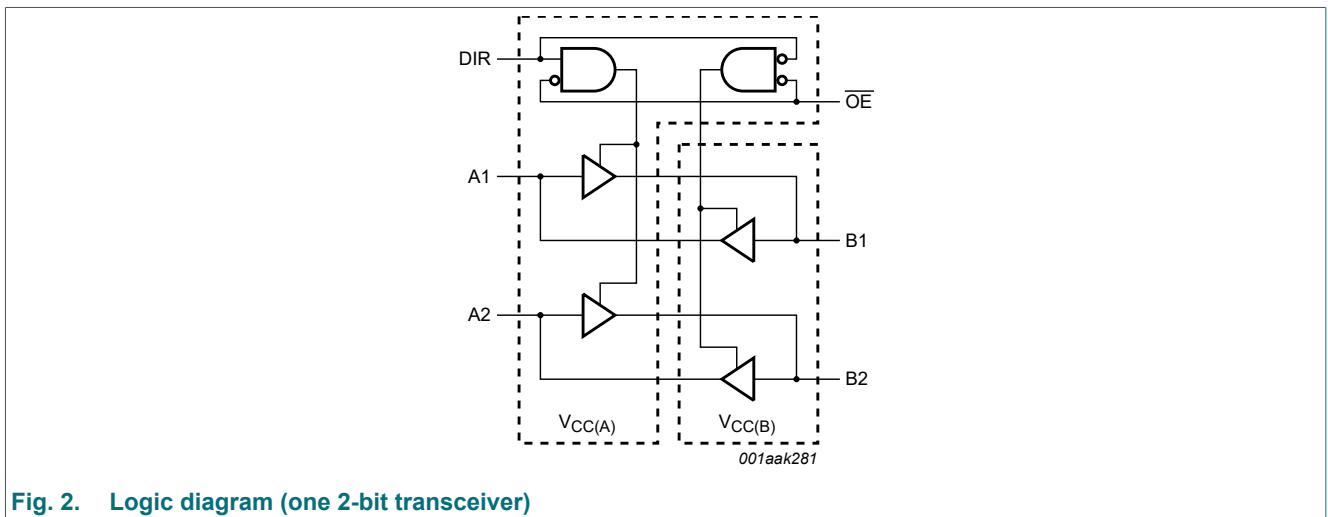 DIR
OE
A1
B1
A2
B2
VCC(A)
VCC(B)
001aak281
Fig. 2. Logic diagram (one 2-bit transceiver)